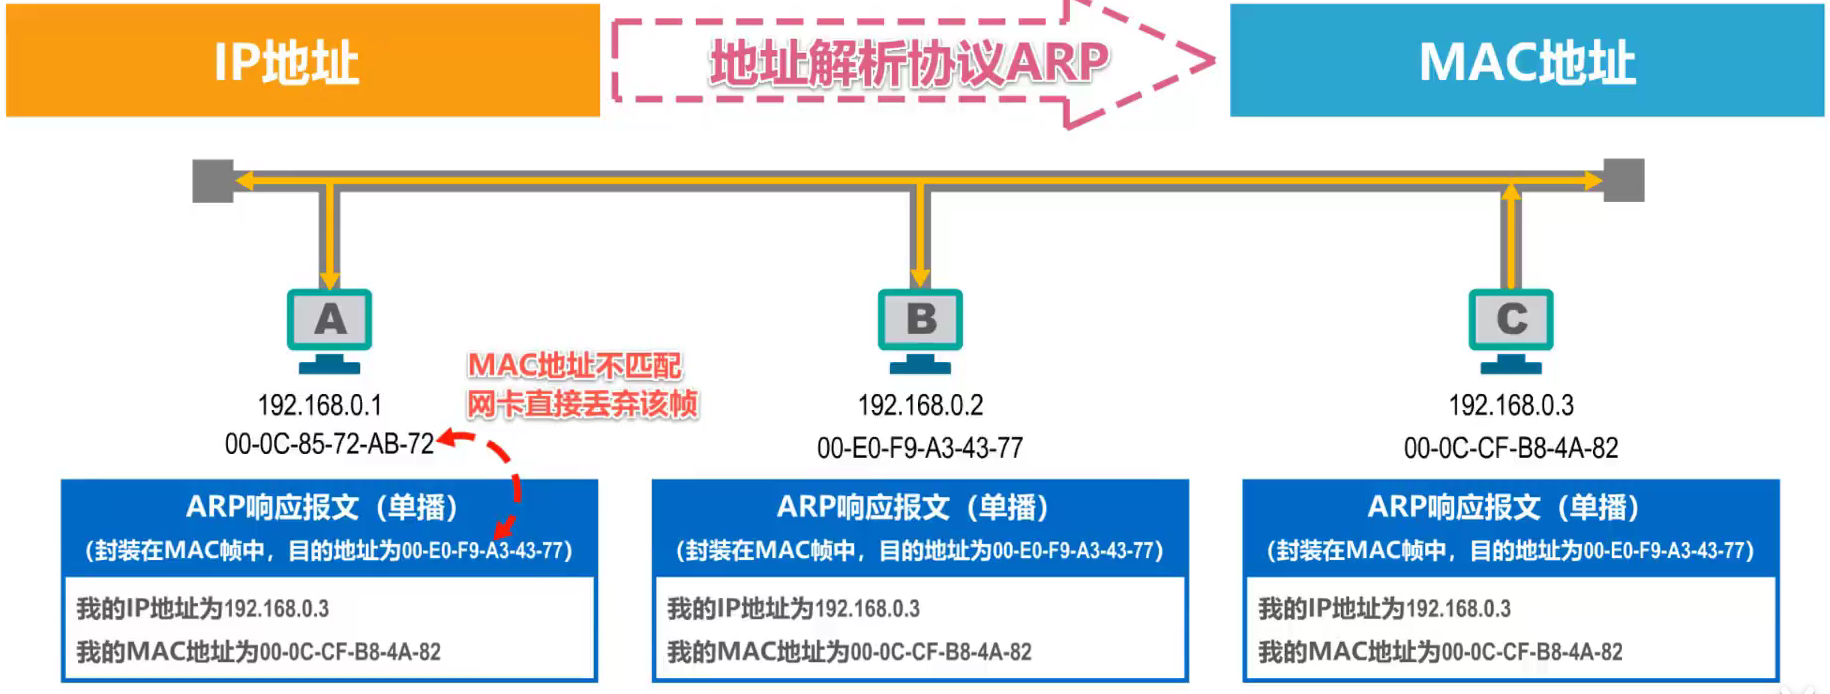 IP地址
地址解析协议ARP
MAC地址
A
B
C
MAC地址不匹配
网卡直接丢弃该帧
192.168.0.1
00-0C-85-72-AB-72
192.168.0.2
00-E0-F9-A3-43-77
192.168.0.3
00-0C-CF-B8-4A-82
ARP响应报文（单播）
（封装在MAC帧中，目的地址为00-E0-F9-A3-43-77）
我的IP地址为192.168.0.3
我的MAC地址为00-0C-CF-B8-4A-82
ARP响应报文（单播）
（封装在MAC帧中，目的地址为00-E0-F9-A3-43-77）
我的IP地址为192.168.0.3
我的MAC地址为00-0C-CF-B8-4A-82
ARP响应报文（单播）
（封装在MAC帧中，目的地址为00-E0-F9-A3-43-77）
我的IP地址为192.168.0.3
我的MAC地址为00-0C-CF-B8-4A-82